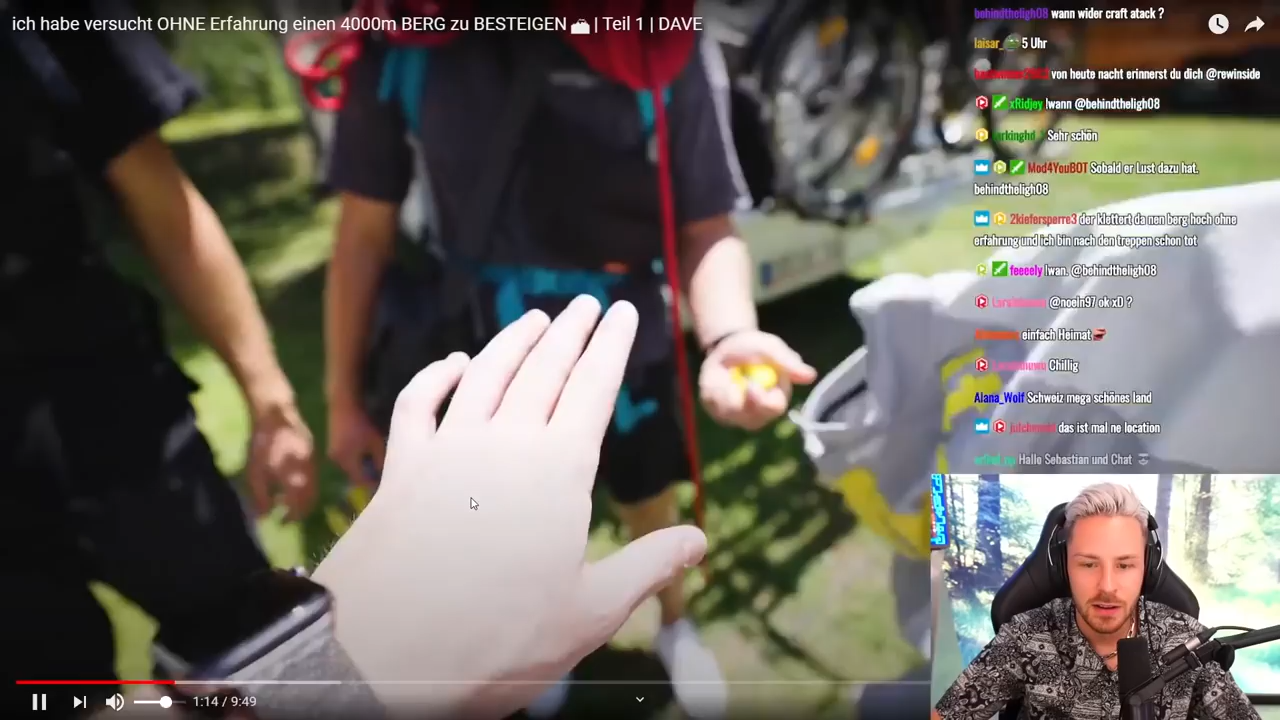 ich habe versucht OHNE Erfahrung einen 4000m BERG zu BESTEIGEN | Teil 1 | DAVE
behindtheligh08 wann wider craft atack ?
laisar_ 5 Uhr
von heute nacht erinnerst du dich @rewinside
xRidjey Iwann @behindtheligh08
Sehr schön
Mod4YouBOT Sobald er Lust dazu hat.
behindtheligh08
2kiefersperre3 der klettert da nen berg hoch ohne
erfahrung und ich bin nach den treppen schon tot
feeeely Iwan. @behindtheligh08
@noein97 ok xD ?
einfach Heimat
Chillig
Alana_Wolf Schweiz mega schönes land
das ist mal ne location
Hallo Sebastian und Chat
1:14 / 9:49